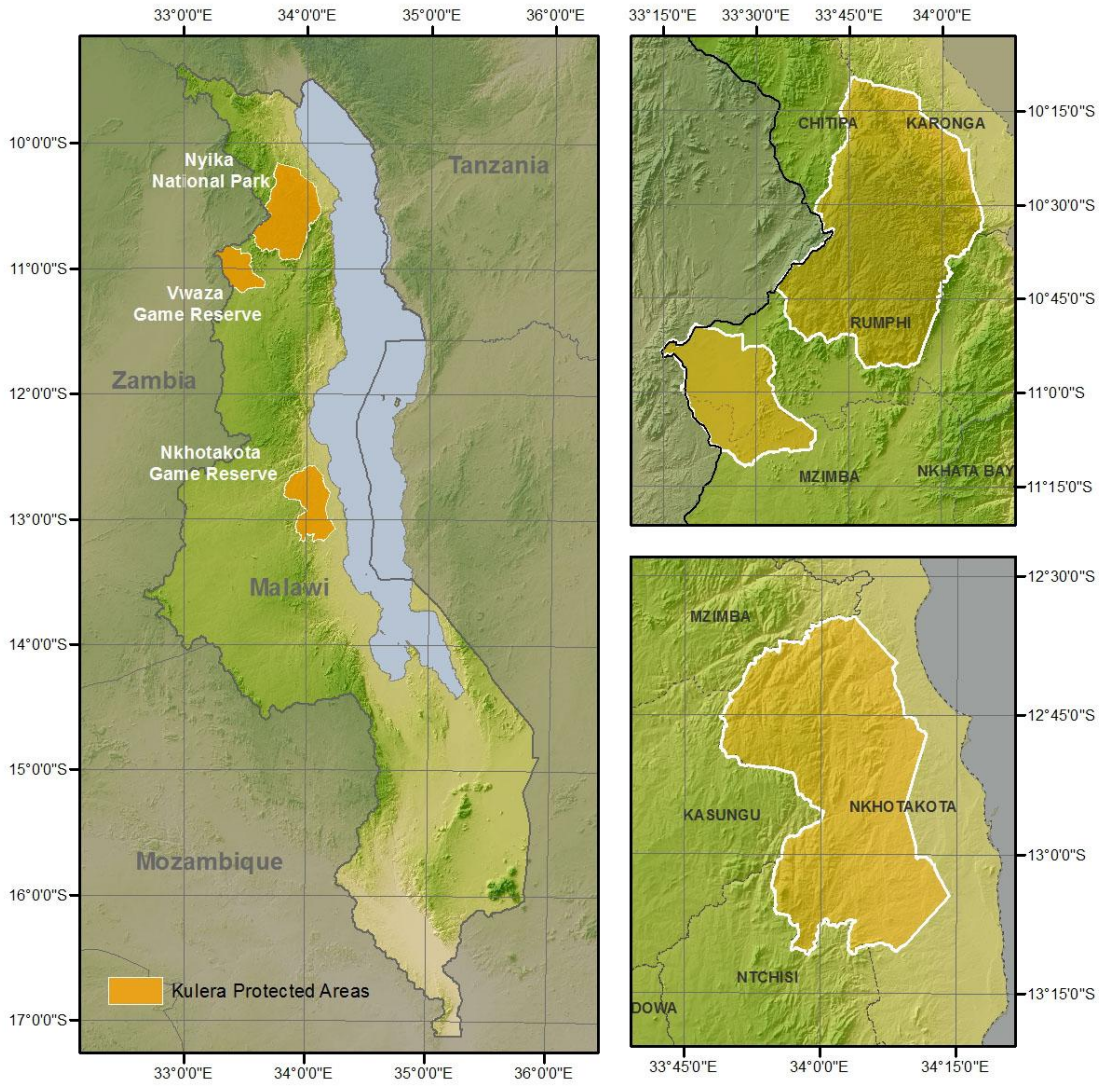 33°0'0"E 34°0'0"E 35°0'0"E 36°0'0"E
10°0'0"S
11°0'0"S
12°0'0"S
13°0'0"S
14°0'0"S
15°0'0"S
16°0'0"S
17°0'0"S
Nyika
National Park
Tanzania
Vwaza
Game Reserve
Zambia
Nkhotakota
Game Reserve
Malawi
Mozambique
Kulera Protected Areas
33°0'0"E 34°0'0"E 35°0'0"E 36°0'0"E
33°15'0"E 33°30'0"E 33°45'0"E 34°0'0"E
CHITIPA KARONGA
RUMPHI
MZIMBA
NKHATA BAY
10°15'0"S
10°30'0"S
10°45'0"S
11°0'0"S
11°15'0"S
MZIMBA
KASUNGU
NKHOTAKOTA
NTCHISI
DOWA
12°30'0"S
12°45'0"S
13°0'0"S
13°15'0"S
33°45'0"E 34°0'0"E 34°15'0"E